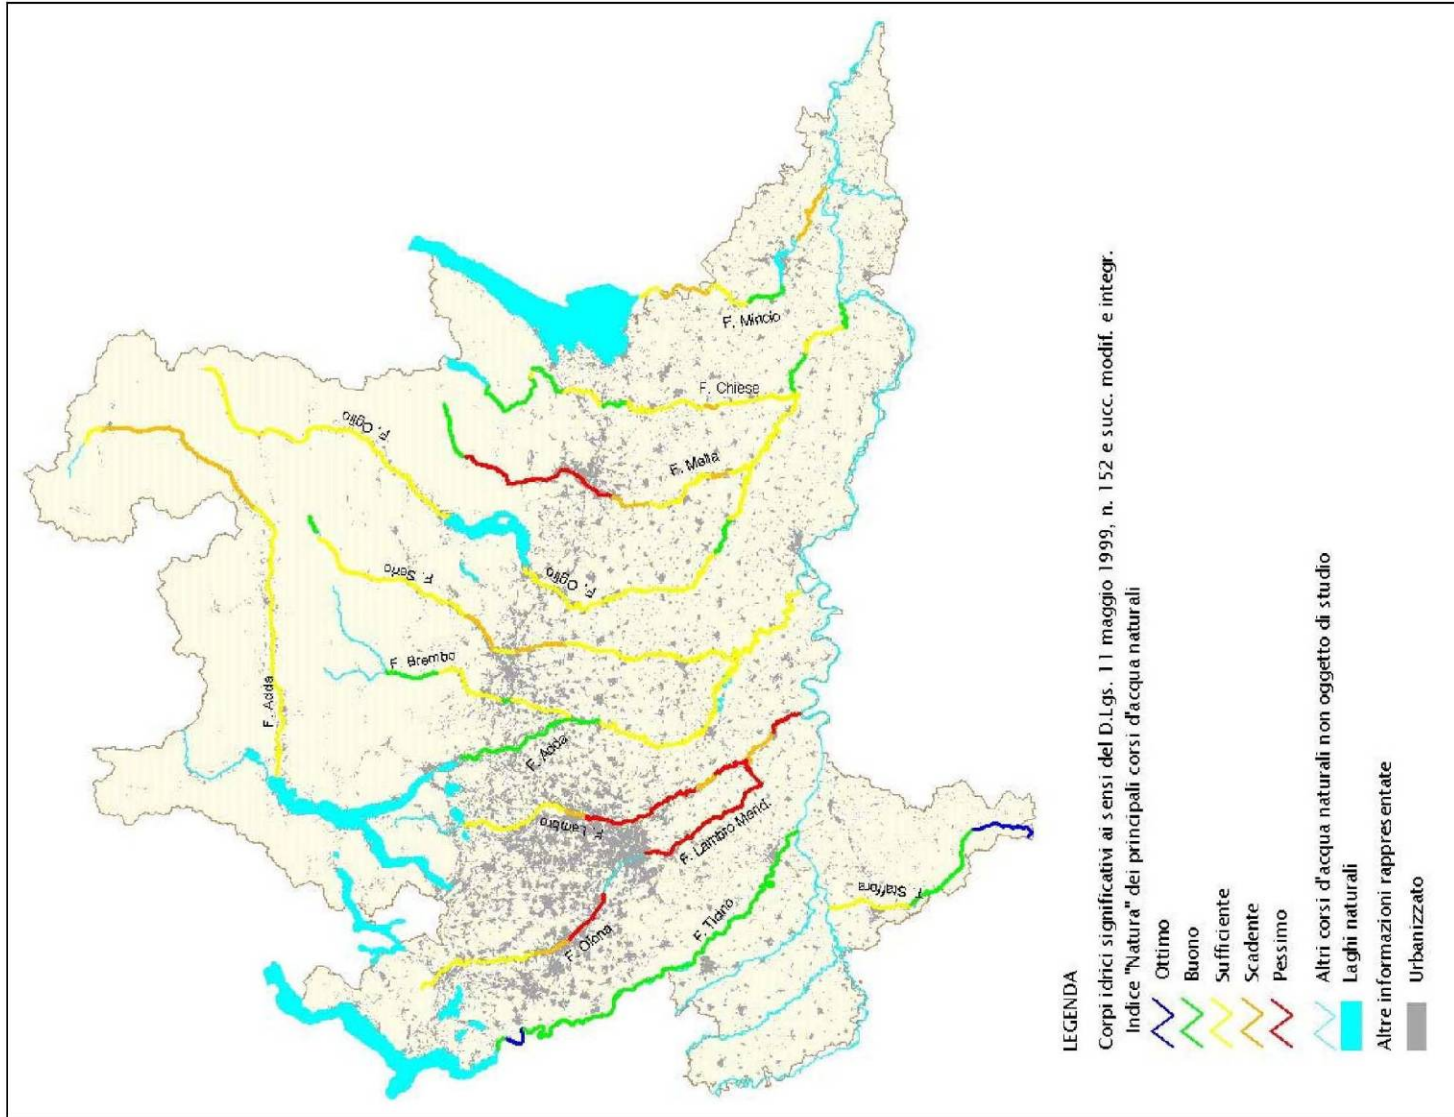 F. Adda
F. Oglio
F. Serio
F. Brembo
F. Adda
F. Lambro
F. Olona
F. Lambro Merid.
F. Ticino
F. Staffora
F. Oglio
F. Mella
F. Chiese
F. Mincio
LEGENDA
Corpi idrici significativi ai sensi del D.Lgs. 11 maggio 1999, n. 152 e succ. modif. e integr.
Indice "Natura" dei principali corsi d'acqua naturali
Ottimo
Buono
Sufficiente
Scadente
Pessimo
Altri corsi d'acqua naturali non oggetto di studio
Laghi naturali
Altre informazioni rappresentate
Urbanizzato